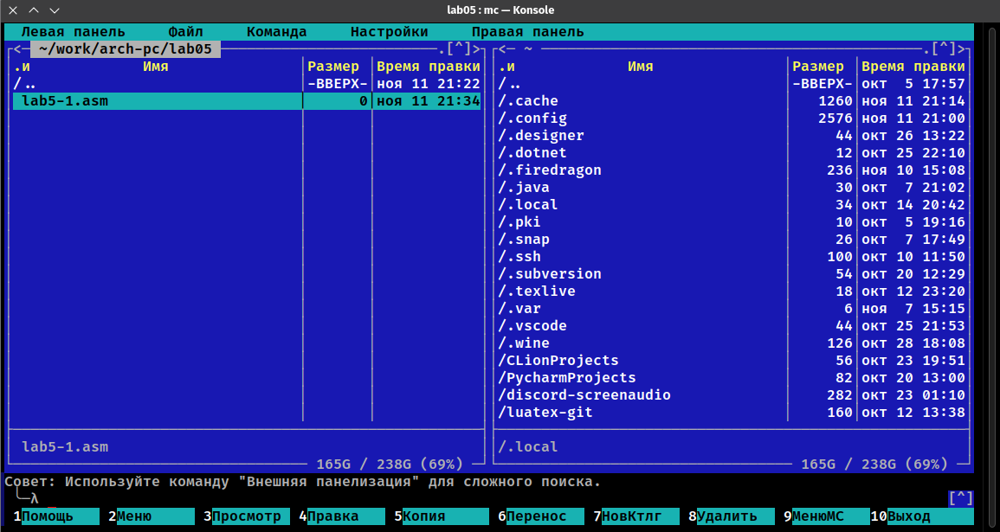 lab05 : mc — Konsole
Левая панель Файл Команда Настройки Правая панель
<— ~/work/arch-pc/lab05 .[^]> <— ~ .[^]>
.и Имя Размер Время правки .и Имя Размер Время правки
/.. -ВВЕРХ- ноя 11 21:22 /.. -ВВЕРХ- окт 5 17:57
lab5-1.asm 0 ноя 11 21:34 /.cache 1260 ноя 11 21:14
/.config 2576 ноя 11 21:00
/.designer 44 окт 26 13:22
/.dotnet 12 окт 25 22:10
/.firedragon 236 ноя 10 15:08
/.java 30 окт 7 21:02
/.local 34 окт 14 20:42
/.pki 10 окт 5 19:16
/.snap 26 окт 7 17:49
/.ssh 100 окт 10 11:50
/.subversion 54 окт 20 12:29
/.texlive 18 окт 12 23:20
/.var 6 ноя 7 15:15
/.vscode 44 окт 25 21:53
/.wine 126 окт 28 18:08
/CLionProjects 56 окт 23 19:51
/PycharmProjects 82 окт 20 13:00
/discord-screenaudio 282 окт 23 01:10
/luatex-git 160 окт 12 13:38
lab5-1.asm /.local
165G / 238G (69%) 165G / 238G (69%)
Совет: Используйте команду "Внешняя панелизация" для сложного поиска.
╰─λ [^]
1Помощь 2Меню 3Просмотр 4Правка 5Копия 6Перенос 7НовКтлг 8Удалить 9МенюМС 10Выход